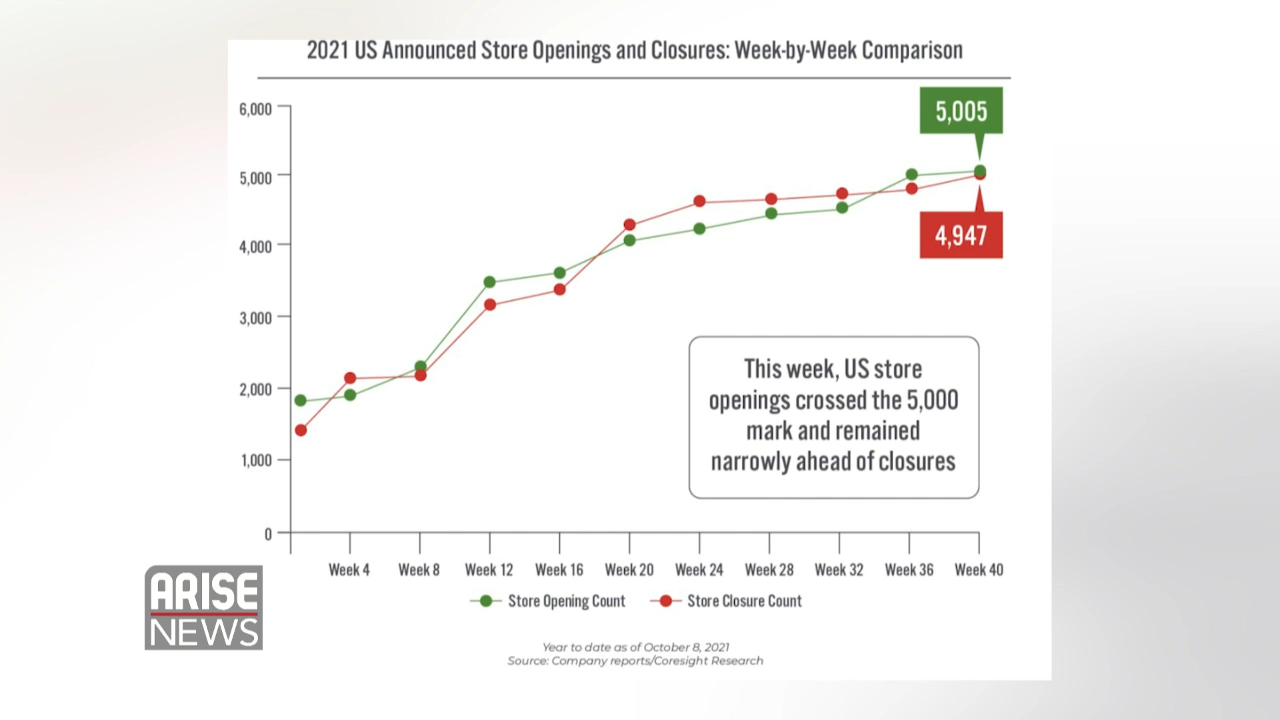 2021 US Announced Store Openings and Closures: Week-by-Week Comparison
6,000
5,000
4,000
3,000
2,000
1,000
0
5,005
4,947
This week, US store
openings crossed the 5,000
mark and remained
narrowly ahead of closures
Week 4 Week 8 Week 12 Week 16 Week 20 Week 24 Week 28 Week 32 Week 36 Week 40
Store Opening Count Store Closure Count
ARISE
NEWS
Year to date as of October 8, 2021
Source: Company reports/Coresight Research